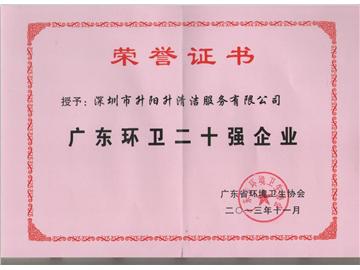 荣誉证书
授予：深圳市升阳升清洁服务有限公司
广东环卫二十强企业
广东省环境卫生协会
二〇一三年十一月